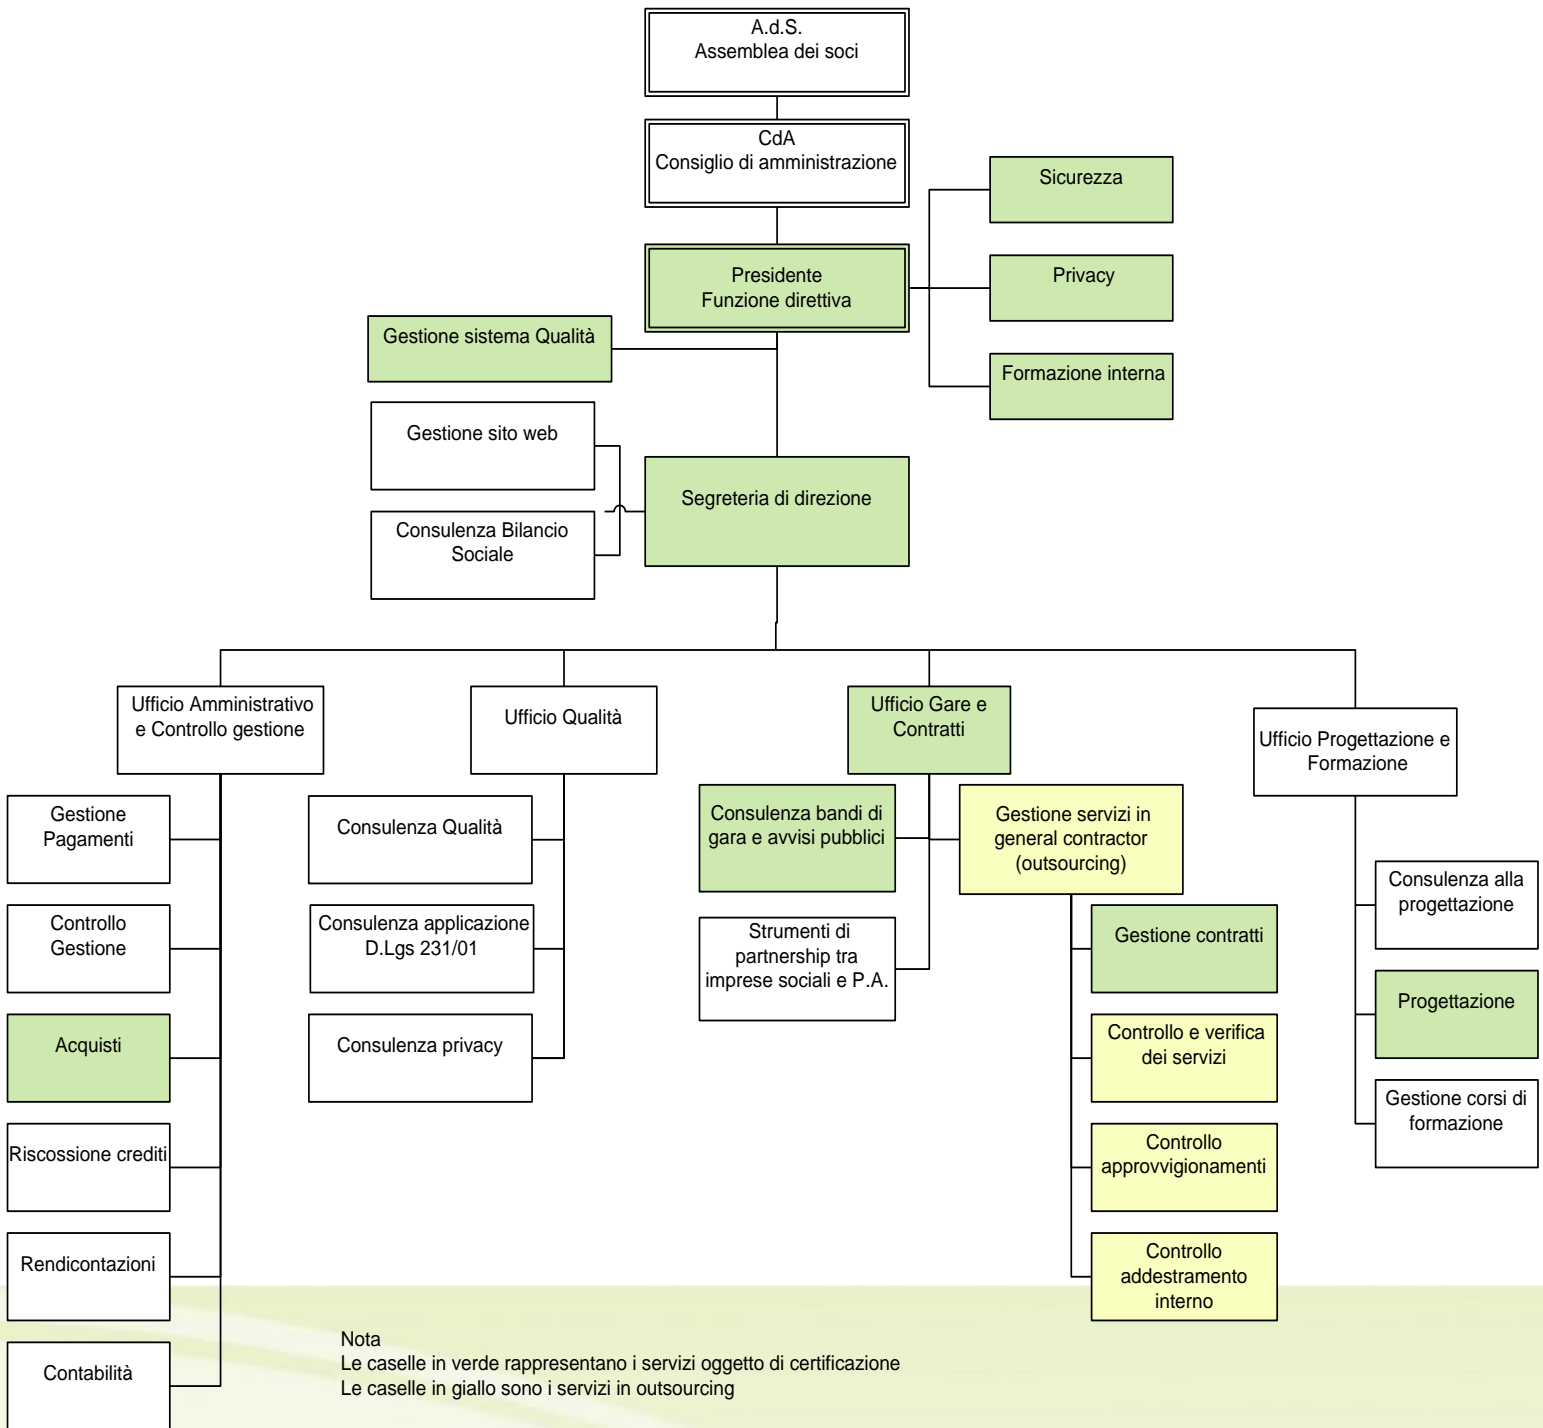 A.d.S.
Assemblea dei soci
CdA
Consiglio di amministrazione
Sicurezza
Presidente
Funzione direttiva
Privacy
Gestione sistema Qualità
Formazione interna
Gestione sito web
Segreteria di direzione
Consulenza Bilancio
Sociale
Ufficio Amministrativo
e Controllo gestione
Ufficio Qualità
Ufficio Gare e
Contratti
Ufficio Progettazione e
Formazione
Gestione
Pagamenti
Controllo
Gestione
Acquisti
Riscossione crediti
Rendicontazioni
Contabilità
Consulenza Qualità
Consulenza applicazione
D.Lgs 231/01
Consulenza privacy
Consulenza bandi di
gara e avvisi pubblici
Strumenti di
partnership tra
imprese sociali e P.A.
Gestione servizi in
general contractor
(outsourcing)
Gestione contratti
Controllo e verifica
dei servizi
Controllo
approvvigionamenti
Controllo
addestramento
interno
Consulenza alla
progettazione
Progettazione
Gestione corsi di
formazione
Nota
Le caselle in verde rappresentano i servizi oggetto di certificazione
Le caselle in giallo sono i servizi in outsourcing